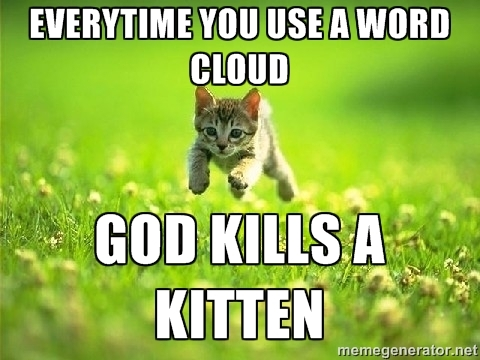 EVERYTIME YOU USE A WORD
CLOUD
GOD KILLS A
KITTEN
memegenerator.net